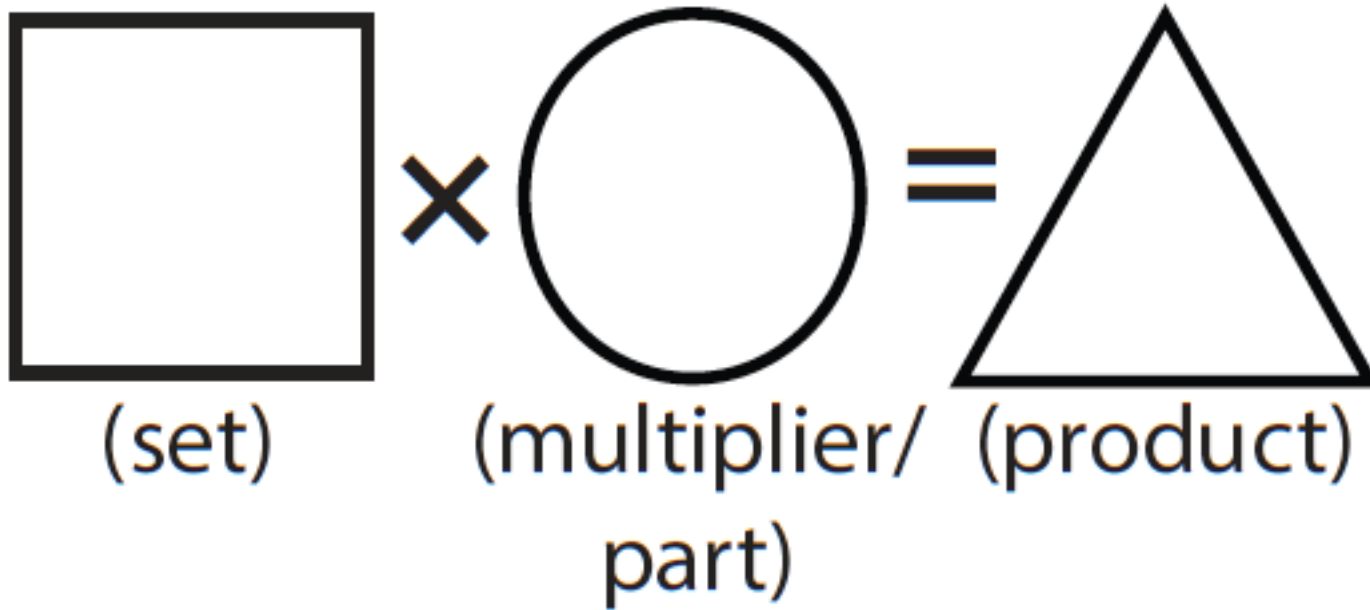 × =
(set) (multiplier/ (product)
part)